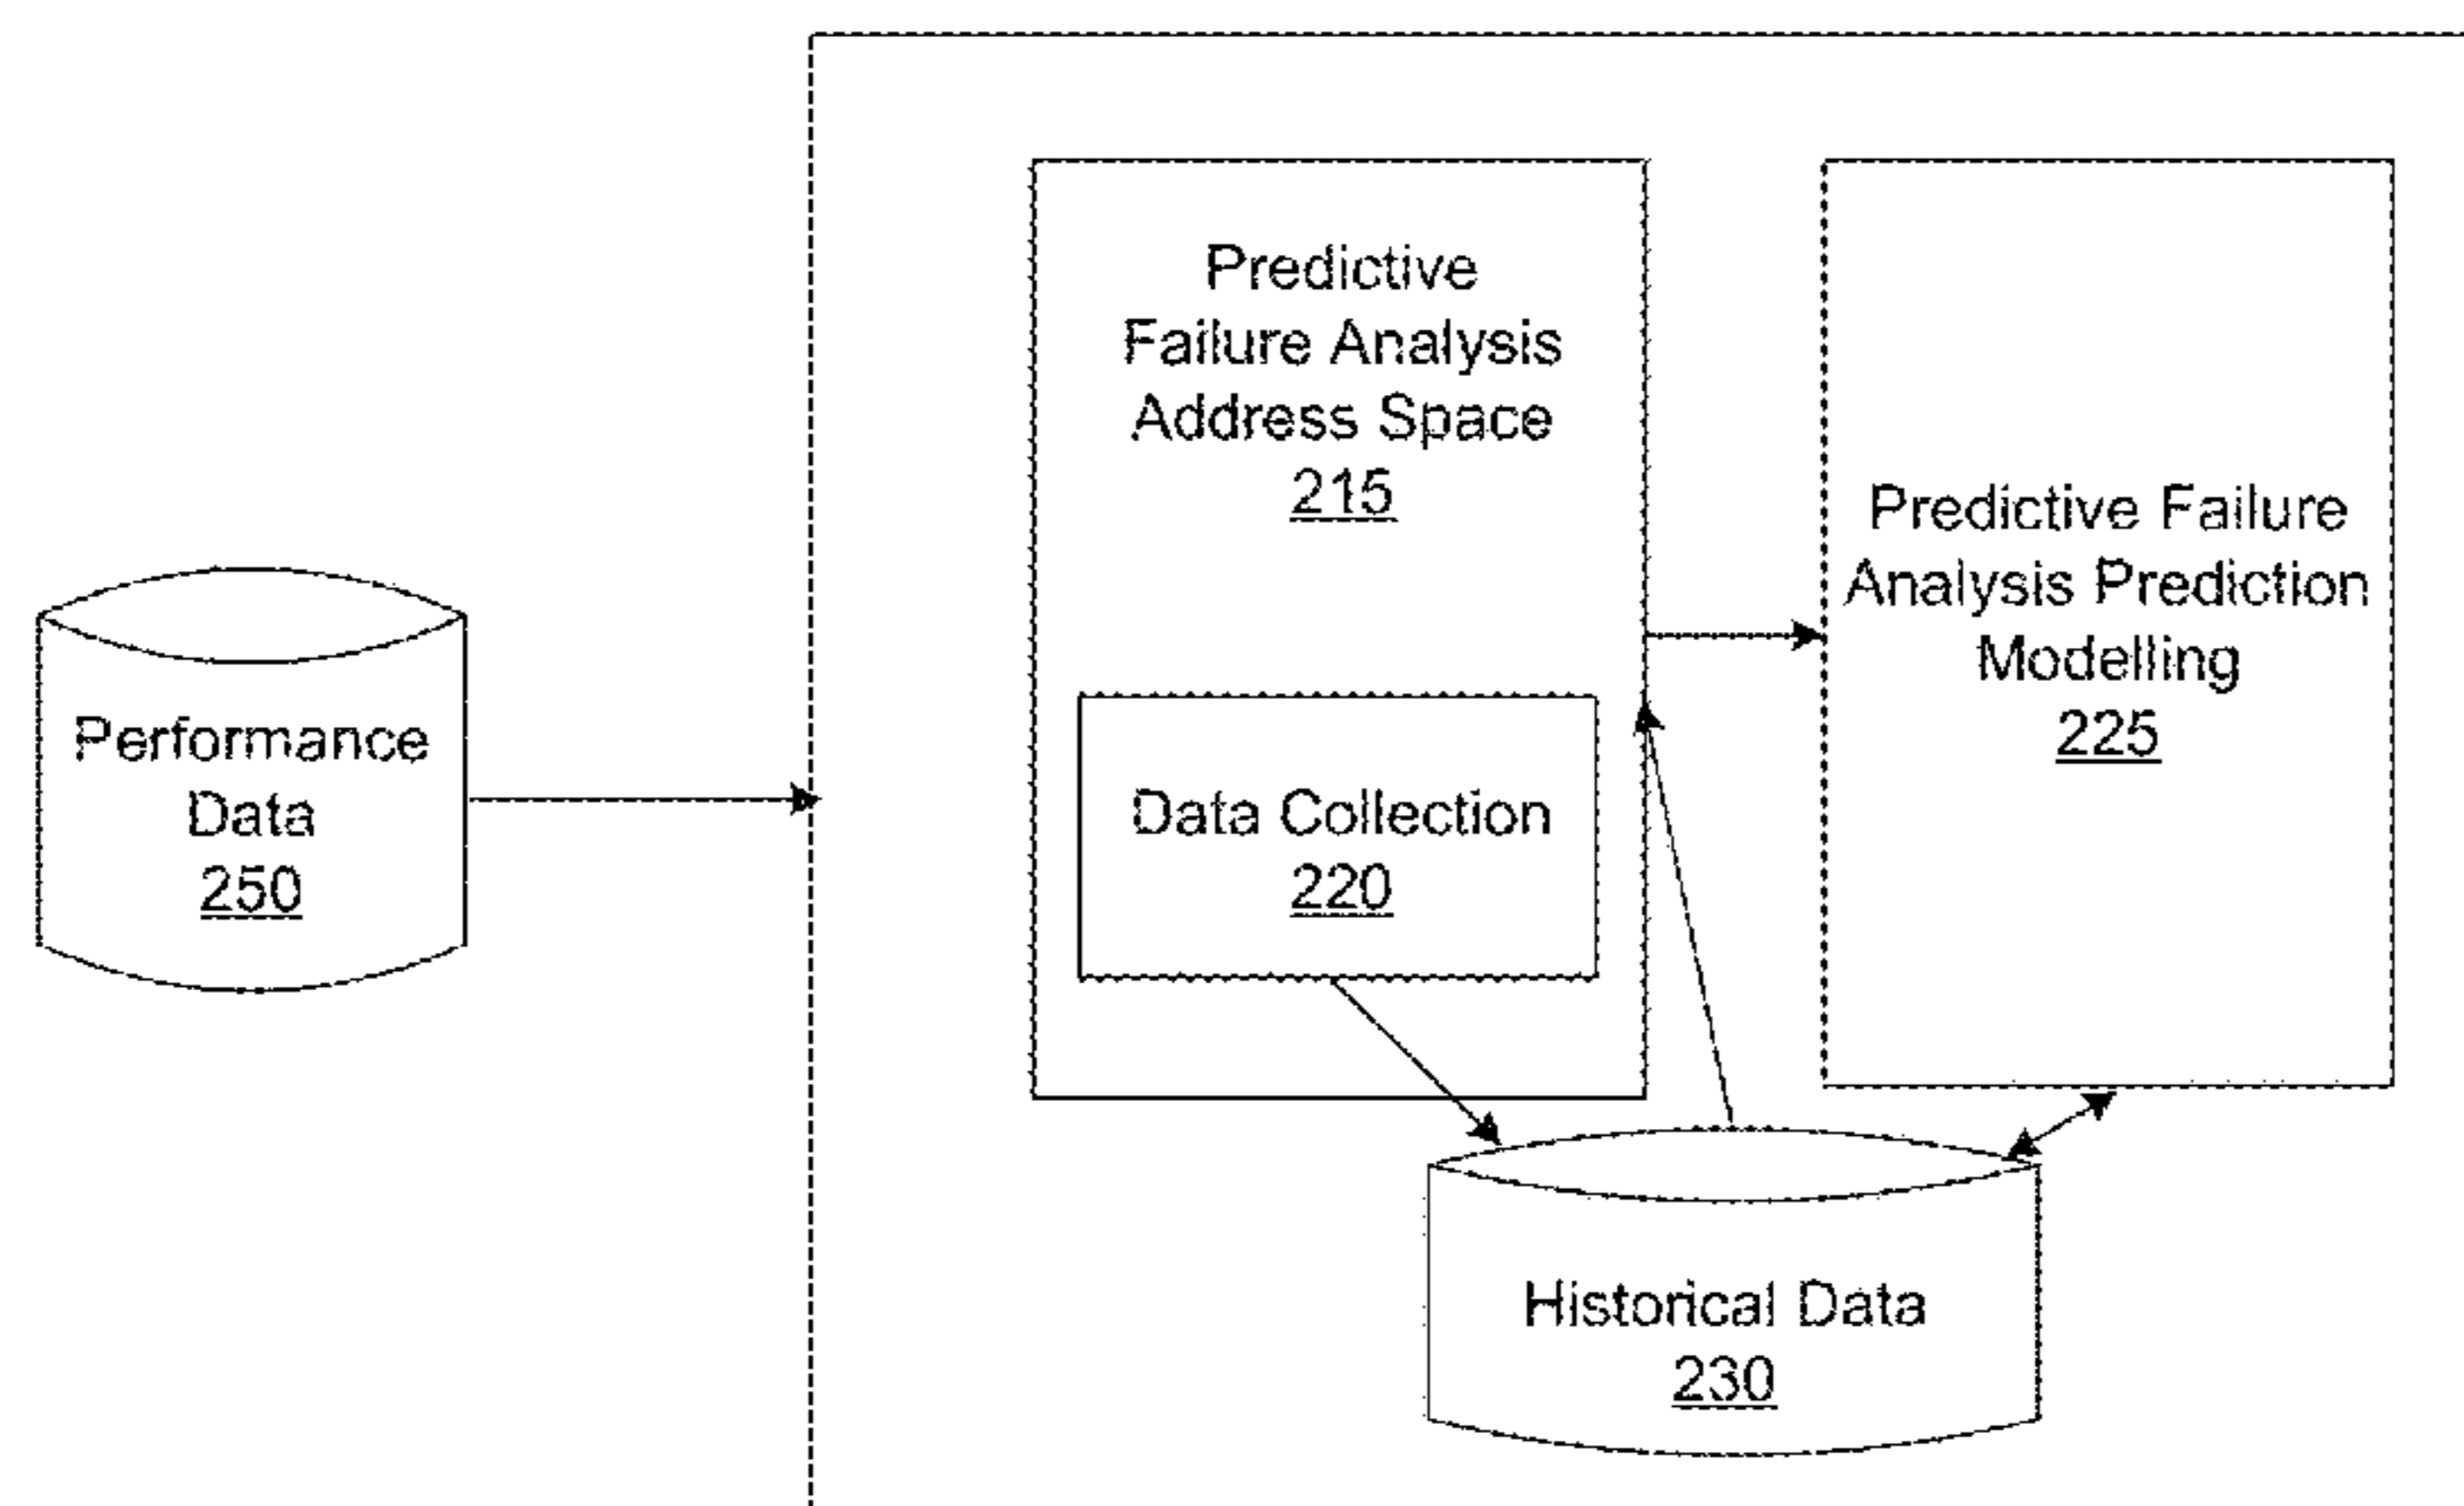 Predictive
Failure Analysis
Address Space
215
Predictive Failure
Analysis Prediction
Modelling
225
Performance
Data
250
Data Collection
220
Historical Data
230